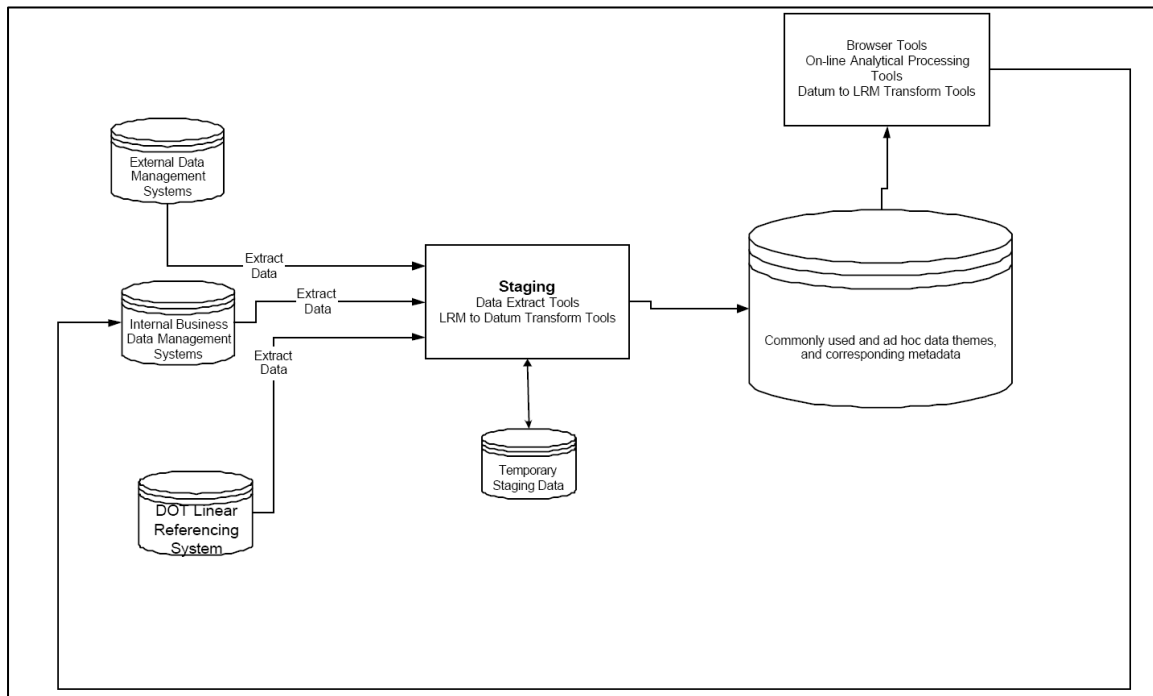 Browser Tools
On-line Analytical Processing
Tools
Datum to LRM Transform Tools
External Data
Management
Systems
Extract
Data
Staging
Data Extract Tools
LRM to Datum Transform Tools
Extract
Data
Internal Business
Data Management
Systems
Commonly used and ad hoc data themes,
and corresponding metadata
Extract
Data
Temporary
Staging Data
DOT Linear
Referencing
System